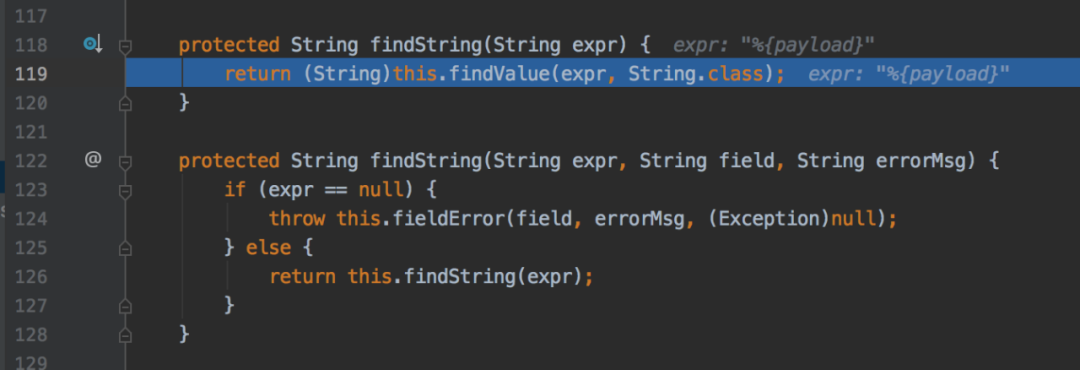 117
118 protected String findString(String expr) { expr: "%{payload}"
119 return (String)this.findValue(expr, String.class); expr: "%{payload}"
120 }
121
122 @ protected String findString(String expr, String field, String errorMsg) {
123 if (expr == null) {
124 throw this.fieldError(field, errorMsg, (Exception)null);
125 } else {
126 return this.findString(expr);
127 }
128 }
129